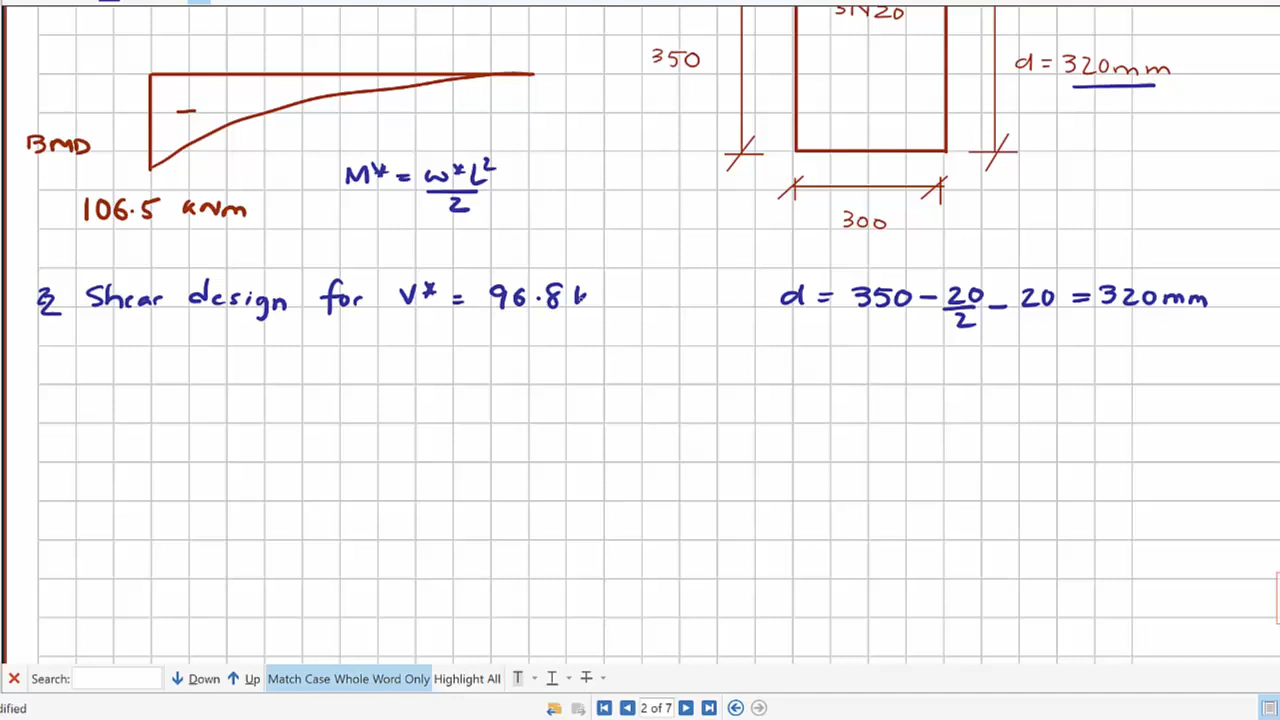 3N20
350
d = 320mm
BMD
M* = w*L²/2
106.5 kNm
300
2 Shear design for V* = 96.8 k
d = 350 - 20/2 - 20 = 320mm
Search: Down Up Match Case Whole Word Only Highlight All T T T
dified 2 of 7